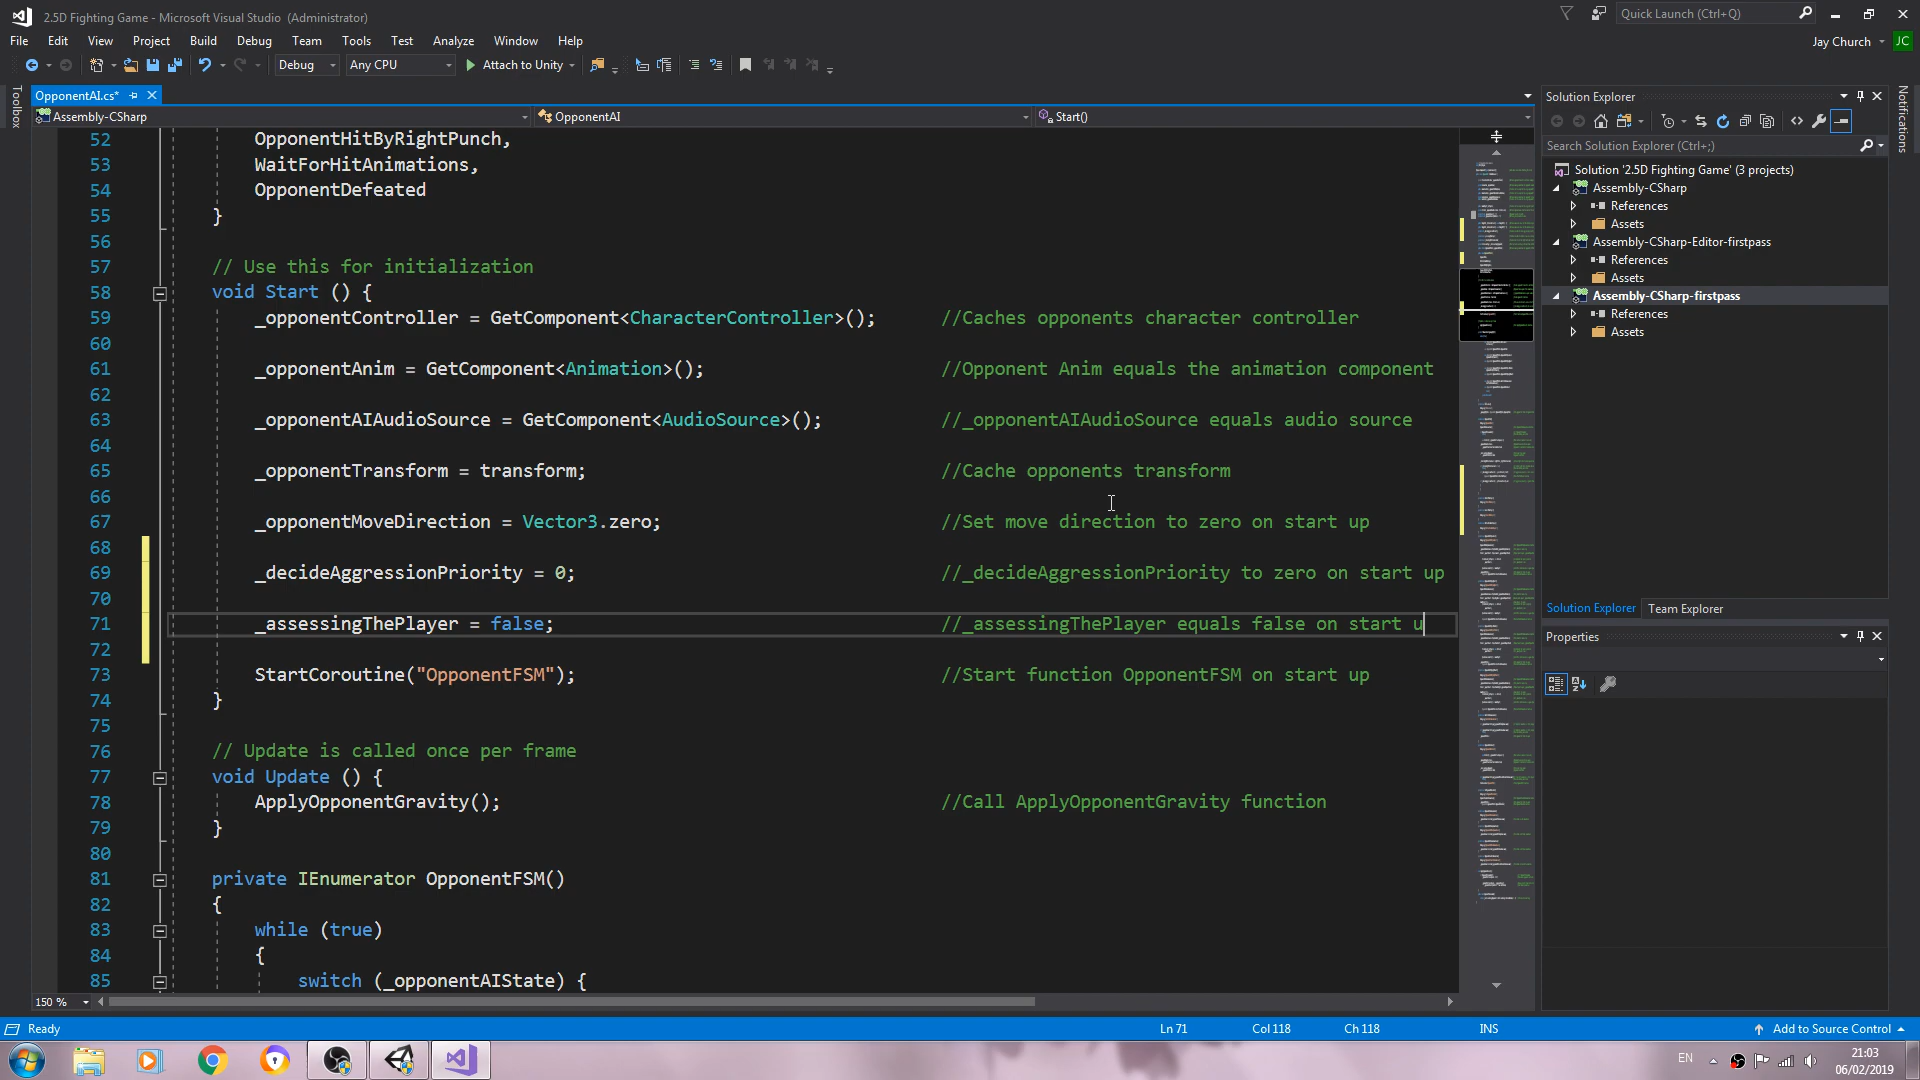 2.5D Fighting Game - Microsoft Visual Studio (Administrator)
Quick Launch (Ctrl+Q)
File Edit View Project Build Debug Team Tools Test Analyze Window Help
Jay Church JC
Debug Any CPU Attach to Unity
Toolbox
OpponentAI.cs*
Assembly-CSharp OpponentAI Start()
52 OpponentHitByRightPunch,
53 WaitForHitAnimations,
54 OpponentDefeated
55 }
56
57 // Use this for initialization
58 void Start () {
59 _opponentController = GetComponent<CharacterController>(); //Caches opponents character controller
60
61 _opponentAnim = GetComponent<Animation>(); //Opponent Anim equals the animation component
62
63 _opponentAIAudioSource = GetComponent<AudioSource>(); //_opponentAIAudioSource equals audio source
64
65 _opponentTransform = transform; //Cache opponents transform
66
67 _opponentMoveDirection = Vector3.zero; //Set move direction to zero on start up
68
69 _decideAggressionPriority = 0; //_decideAggressionPriority to zero on start up
70
71 _assessingThePlayer = false; //_assessingThePlayer equals false on start u
72
73 StartCoroutine("OpponentFSM"); //Start function OpponentFSM on start up
74 }
75
76 // Update is called once per frame
77 void Update () {
78 ApplyOpponentGravity(); //Call ApplyOpponentGravity function
79 }
80
81 private IEnumerator OpponentFSM()
82 {
83 while (true)
84 {
85 switch (_opponentAIState) {
150 %
Solution Explorer
Search Solution Explorer (Ctrl+;)
Solution '2.5D Fighting Game' (3 projects)
Assembly-CSharp
References
Assets
Assembly-CSharp-Editor-firstpass
References
Assets
Assembly-CSharp-firstpass
References
Assets
Solution Explorer Team Explorer
Properties
Notifications
Ready Ln 71 Col 118 Ch 118 INS Add to Source Control
EN 21:03
06/02/2019